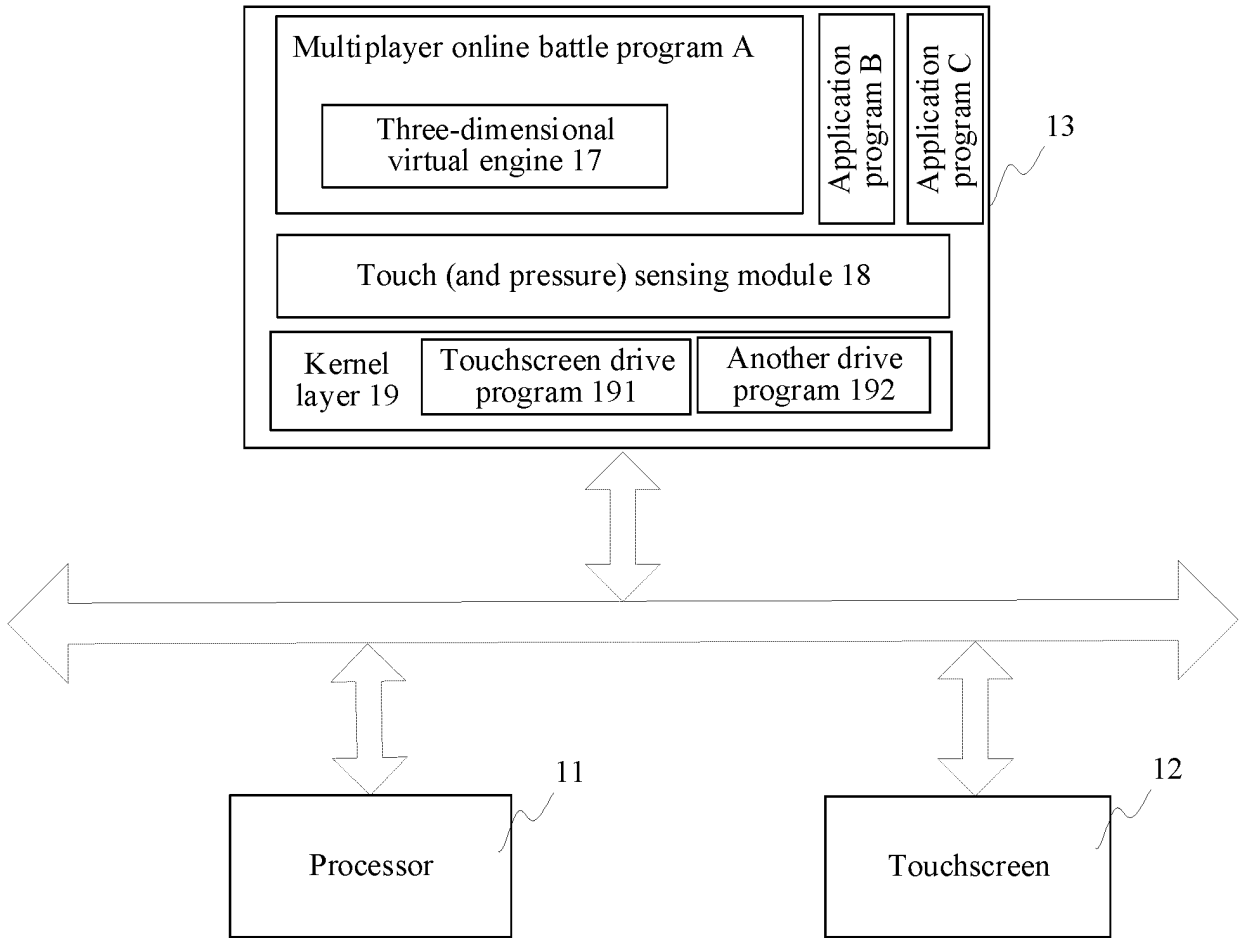 Multiplayer online battle program A
Three-dimensional
virtual engine 17
Application
program B
Application
program C
13
Touch (and pressure) sensing module 18
Kernel
layer 19
Touchscreen drive
program 191
Another drive
program 192
11
Processor
12
Touchscreen